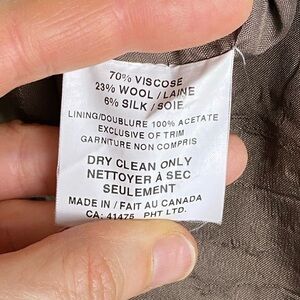 70% VISCOSE
23% WOOL / LAINE
6% SILK / SOIE
LINING/DOUBLURE 100% ACETATE
EXCLUSIVE OF TRIM
GARNITURE NON COMPRIS
DRY CLEAN ONLY
NETTOYER À SEC
SEULEMENT
MADE IN / FAIT AU CANADA
CA: 41475 PHT LTD.